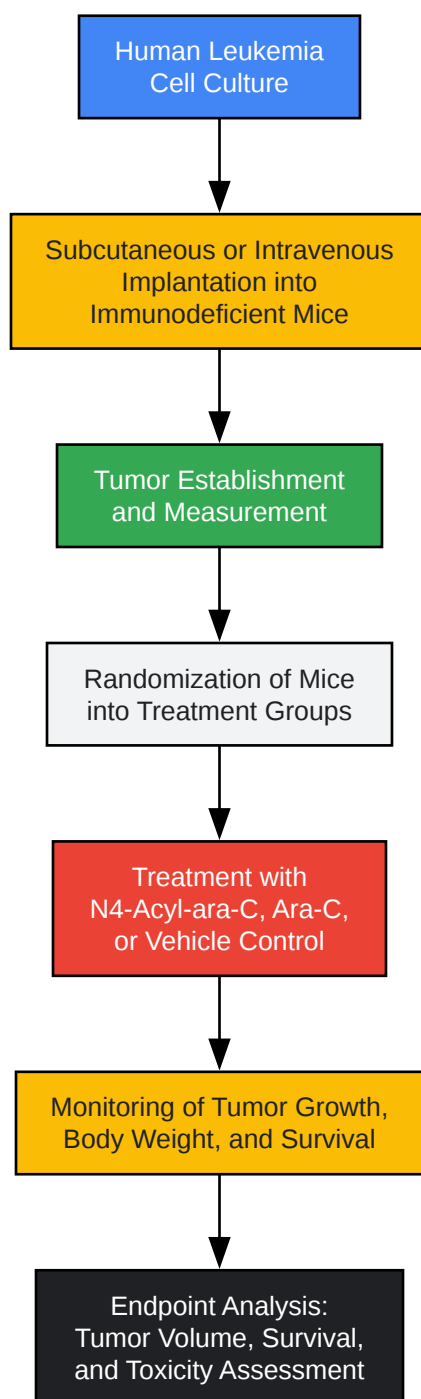 Human Leukemia
Cell Culture
Subcutaneous or Intravenous
Implantation into
Immunodeficient Mice
Tumor Establishment
and Measurement
Randomization of Mice
into Treatment Groups
Treatment with
N4-Acyl-ara-C, Ara-C,
or Vehicle Control
Monitoring of Tumor Growth,
Body Weight, and Survival
Endpoint Analysis:
Tumor Volume, Survival,
and Toxicity Assessment